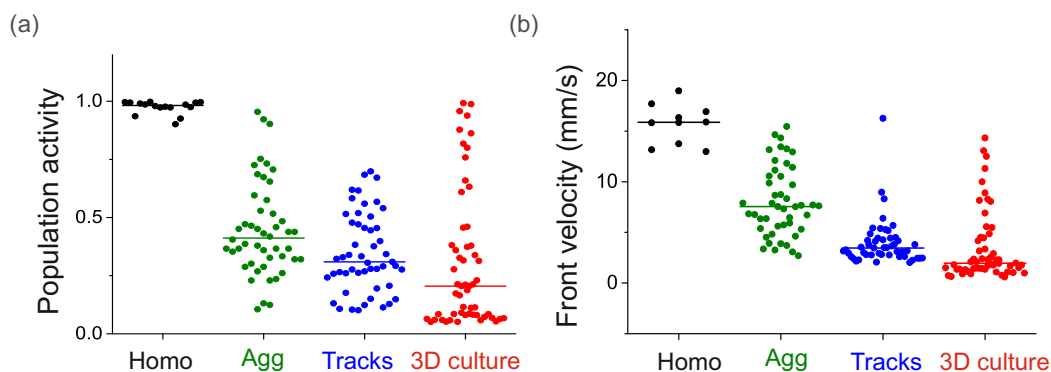 (a)
Population activity
1.0
0.5
0.0
Homo
Agg
Tracks
3D culture
(b)
Front velocity (mm/s)
20
10
0
Homo
Agg
Tracks
3D culture